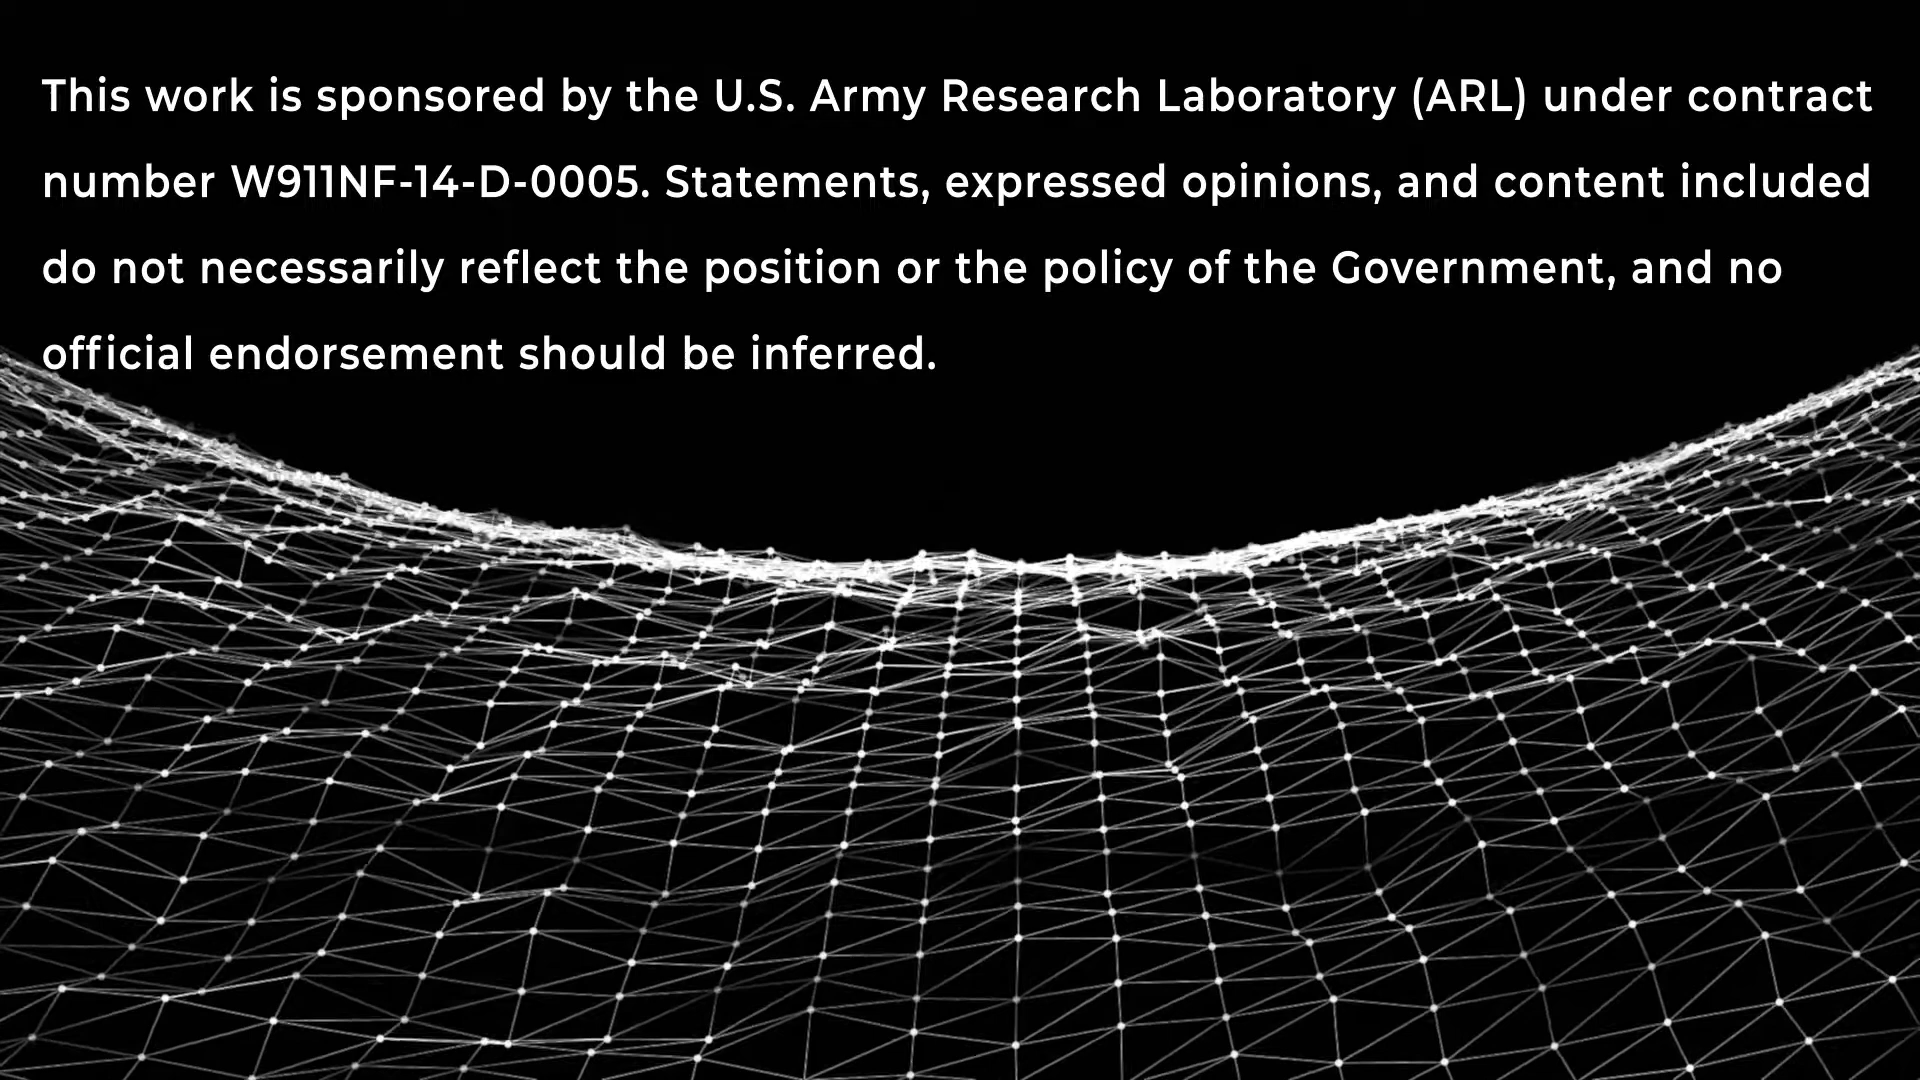 This work is sponsored by the U.S. Army Research Laboratory (ARL) under contract
number W911NF-14-D-0005. Statements, expressed opinions, and content included
do not necessarily reflect the position or the policy of the Government, and no
official endorsement should be inferred.